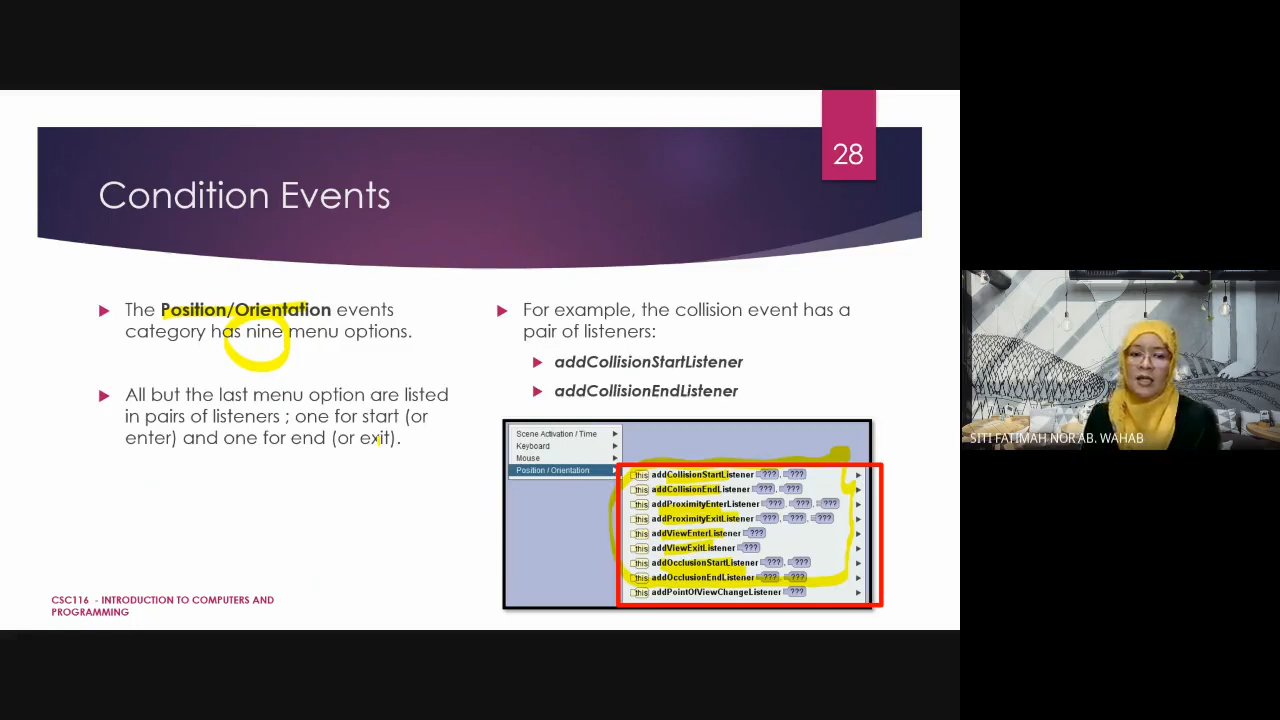 28
Condition Events
The Position/Orientation events
category has nine menu options.
All but the last menu option are listed
in pairs of listeners ; one for start (or
enter) and one for end (or exit).
For example, the collision event has a
pair of listeners:
addCollisionStartListener
addCollisionEndListener
Scene Activation / Time
Keyboard
Mouse
Position / Orientation
this addCollisionStartListener ???, ???
this addCollisionEndListener ???, ???
this addProximityEnterListener ???, ???, ???
this addProximityExitListener ???, ???, ???
this addViewEnterListener ???
this addViewExitListener ???
this addOcclusionStartListener ???, ???
this addOcclusionEndListener ???, ???
this addPointOfViewChangeListener ???
CSC116 - INTRODUCTION TO COMPUTERS AND
PROGRAMMING
SITI FATIMAH NOR AB. WAHAB